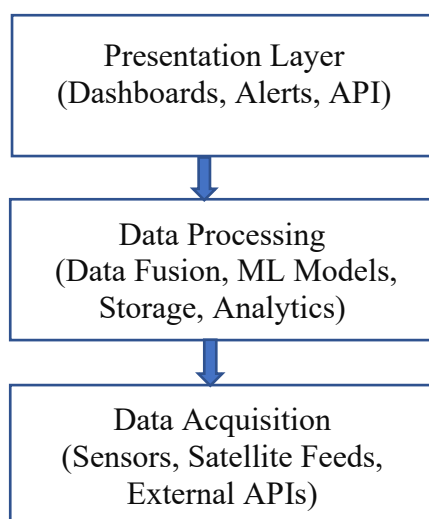 Presentation Layer
(Dashboards, Alerts, API)
Data Processing
(Data Fusion, ML Models,
Storage, Analytics)
Data Acquisition
(Sensors, Satellite Feeds,
External APIs)